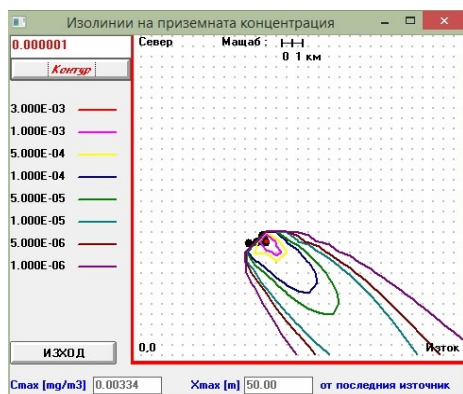 Изолинии на приземната концентрация
0.000001
Север Мащаб :
0 1 км
Контур
3.000E-03
1.000E-03
5.000E-04
1.000E-04
5.000E-05
1.000E-05
5.000E-06
1.000E-06
ИЗХОД
0,0
Изток
Cmax [mg/m3] 0.00334 Xmax [m] 50.00 от последния източник